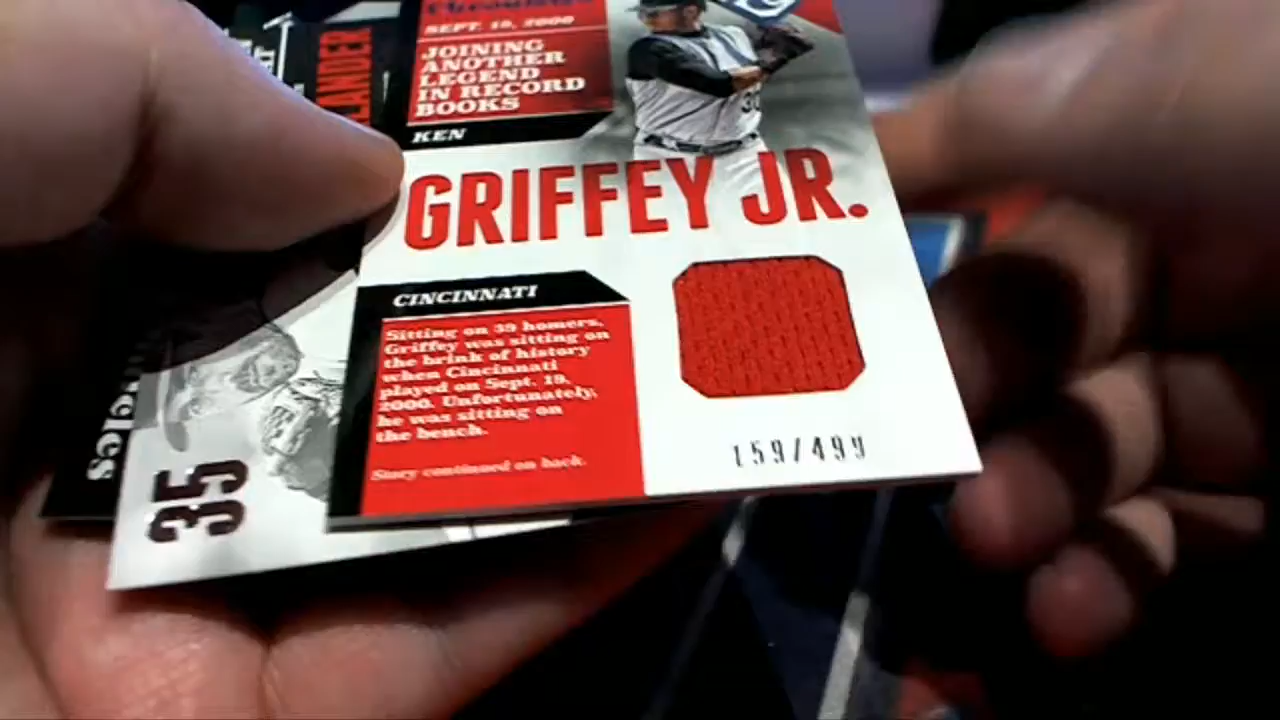 SEPT. 19, 2000
JOINING
ANOTHER
LEGEND
IN RECORD
BOOKS
KEN
GRIFFEY JR.
CINCINNATI
Sitting on 39 homers,
Griffey was sitting on
the brink of history
when Cincinnati
played on Sept. 19,
2000. Unfortunately,
he was sitting on
the bench.
Story continued on back.
159/499
30
LANDER
35